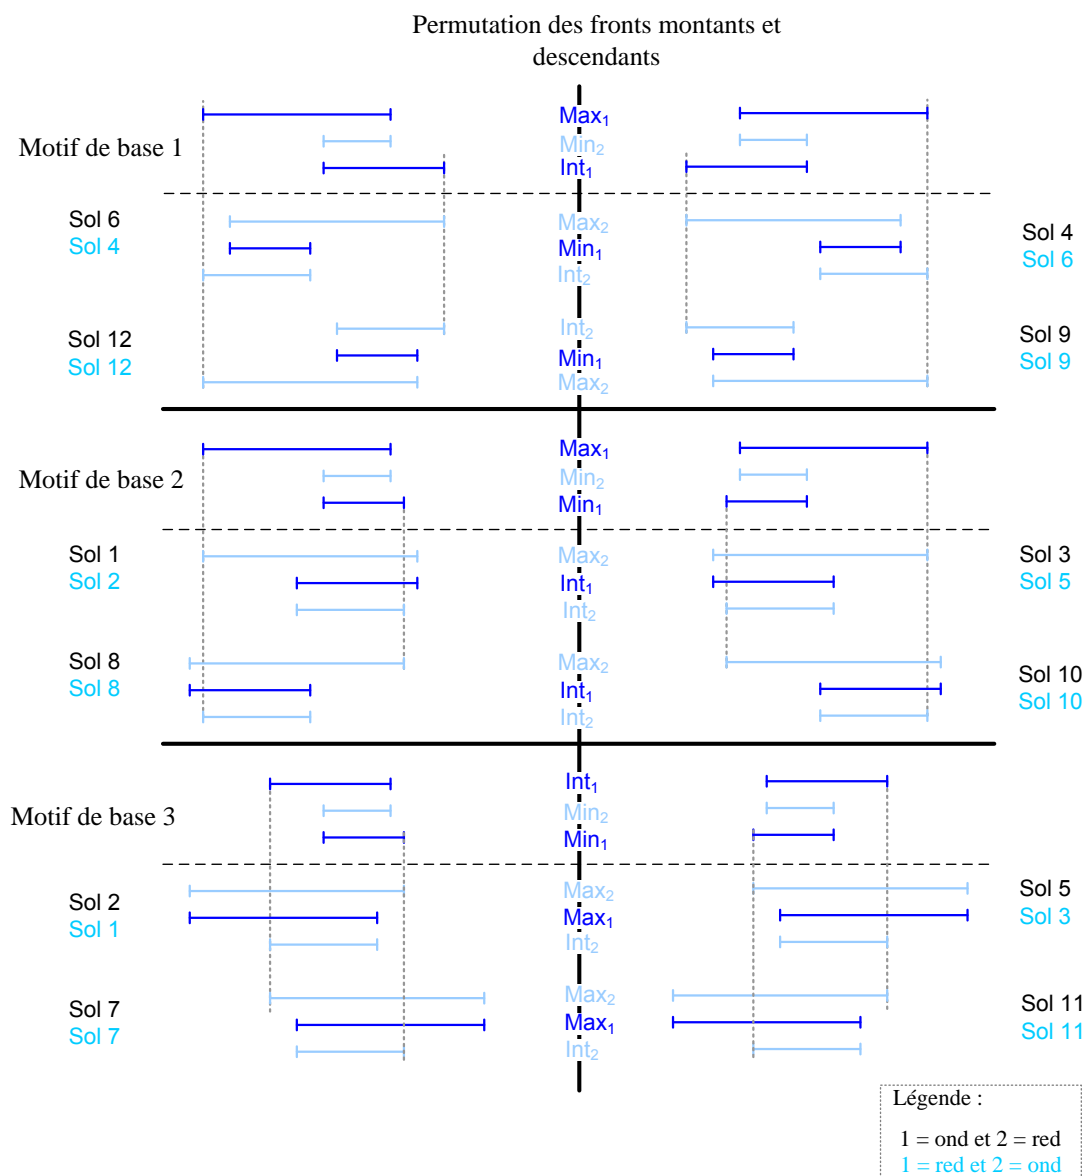 Permutation des fronts montants et
descendants
Motif de base 1
Max₁
Min₂
Int₁
Sol 6
Sol 4
Max₂
Min₁
Int₂
Sol 4
Sol 6
Sol 12
Sol 12
Int₂
Min₁
Max₂
Sol 9
Sol 9
Motif de base 2
Max₁
Min₂
Min₁
Sol 1
Sol 2
Max₂
Int₁
Int₂
Sol 3
Sol 5
Sol 8
Sol 8
Max₂
Int₁
Int₂
Sol 10
Sol 10
Motif de base 3
Int₁
Min₂
Min₁
Sol 2
Sol 1
Max₂
Max₁
Int₂
Sol 5
Sol 3
Sol 7
Sol 7
Max₂
Max₁
Int₂
Sol 11
Sol 11
Légende :
1 = ond et 2 = red
1 = red et 2 = ond